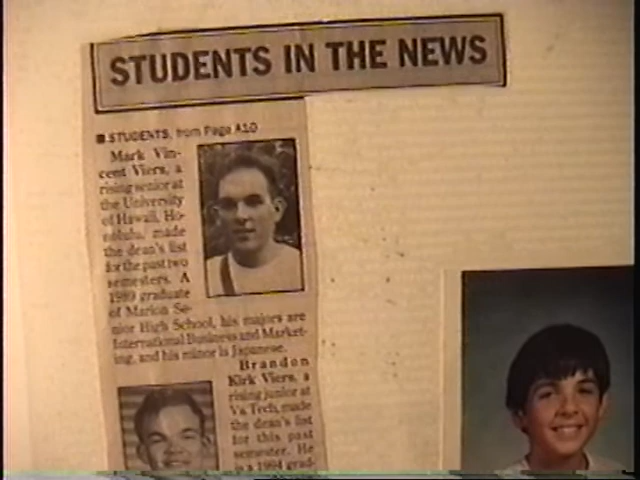 STUDENTS IN THE NEWS
■ STUDENTS, from Page A10
Mark Vin-
cent Viers, a
rising senior at
the University
of Hawaii, Ho-
nolulu, made
the dean's list
for the past two
semesters. A
1989 graduate
of Marion Se-
nior High School, his majors are
International Business and Market-
ing, and his minor is Japanese.
Brandon
Kirk Viers, a
rising junior at
Va Tech, made
the dean's list
for this past
semester. He
is a 1994 grad-